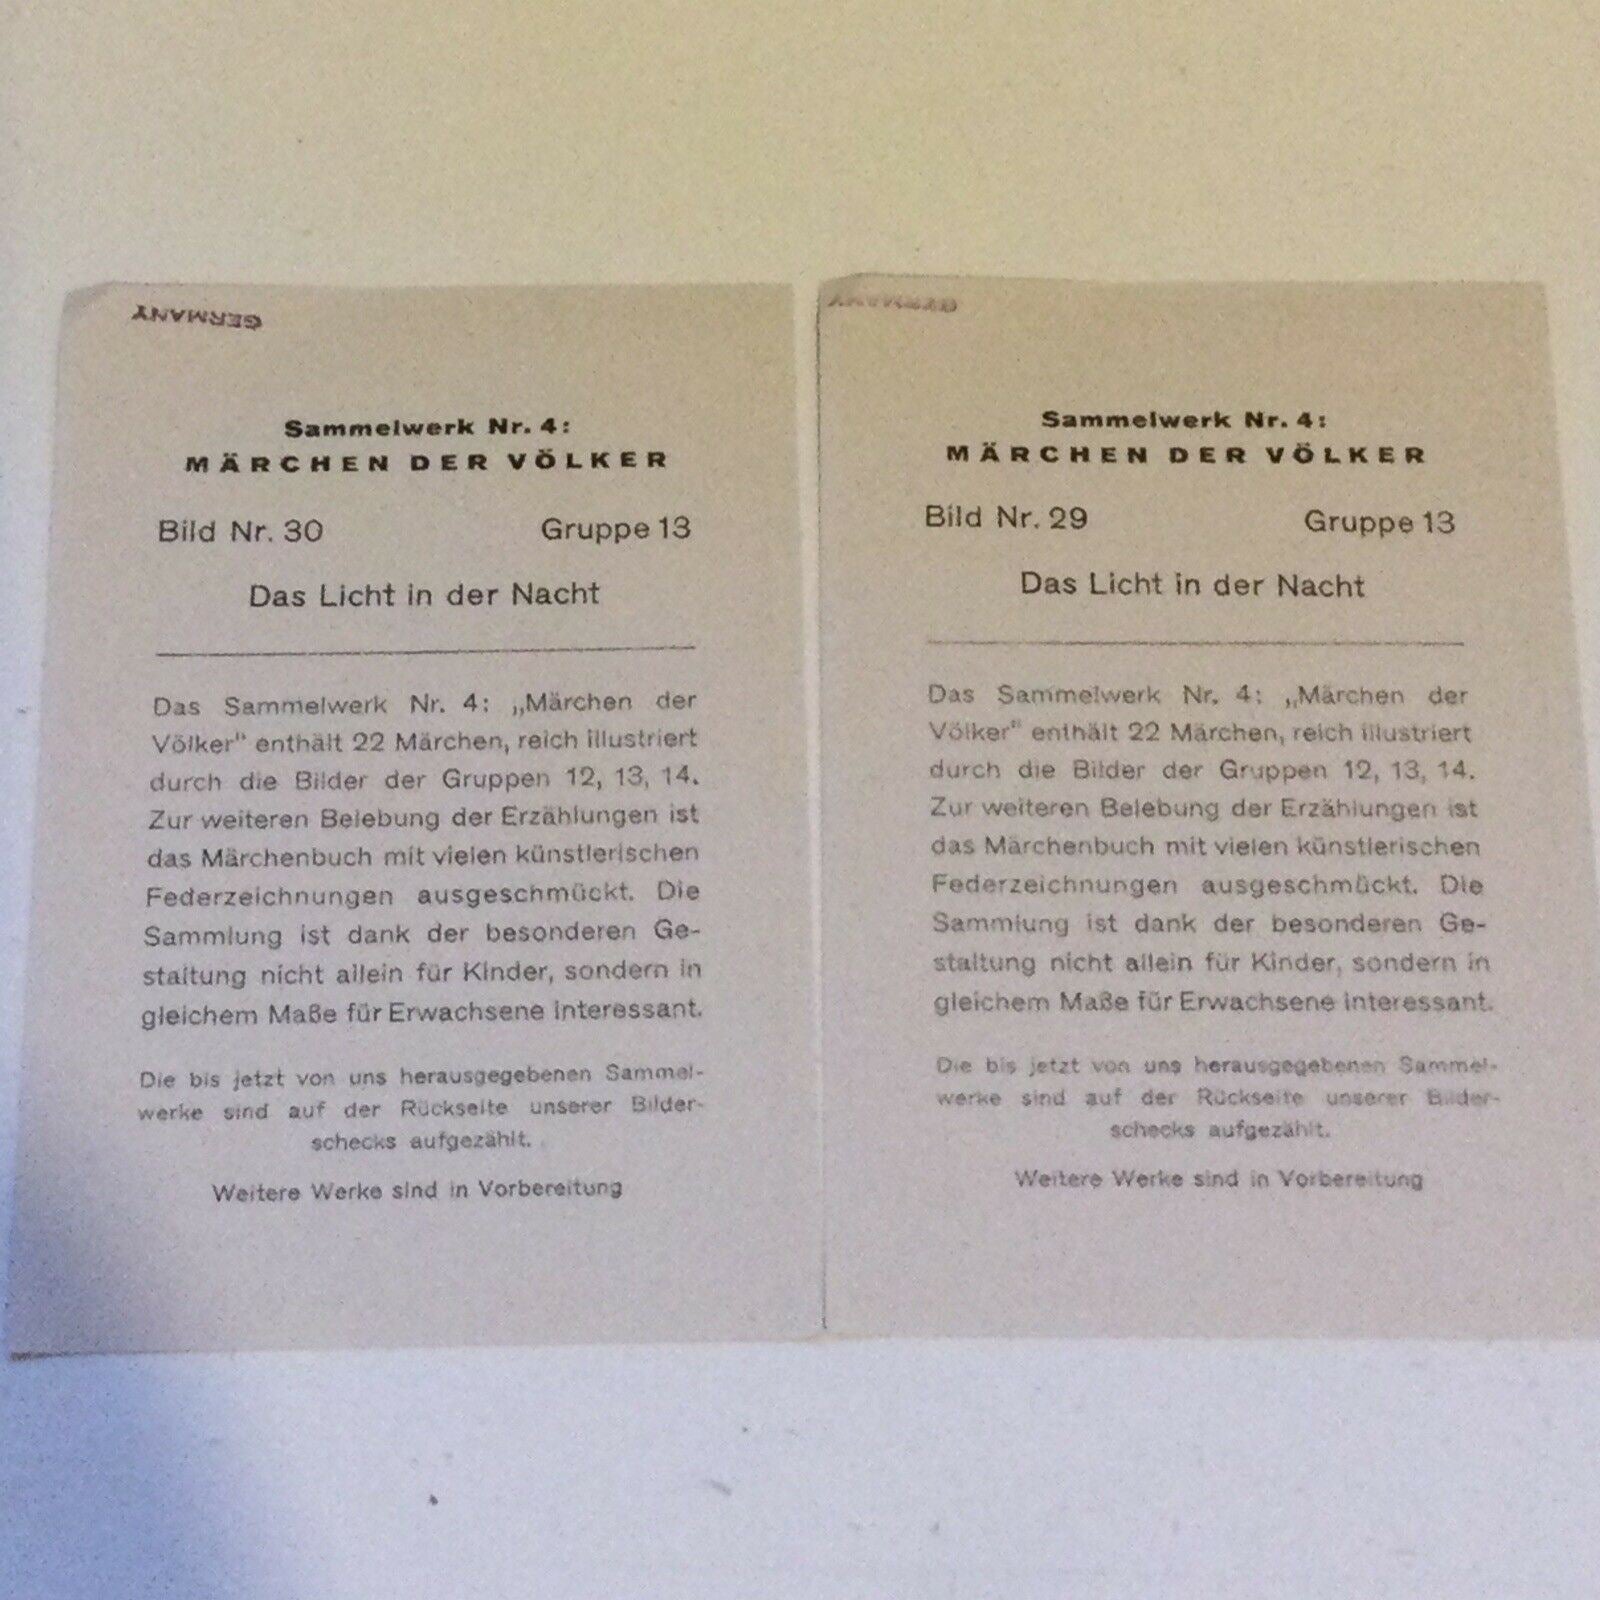 GERMANY
Sammelwerk Nr. 4:
MÄRCHEN DER VÖLKER
Bild Nr. 30 Gruppe 13
Das Licht in der Nacht
Das Sammelwerk Nr. 4: „Märchen der
Völker" enthält 22 Märchen, reich illustriert
durch die Bilder der Gruppen 12, 13, 14.
Zur weiteren Belebung der Erzählungen ist
das Märchenbuch mit vielen künstlerischen
Federzeichnungen ausgeschmückt. Die
Sammlung ist dank der besonderen Ge-
staltung nicht allein für Kinder, sondern in
gleichem Maße für Erwachsene interessant.
Die bis jetzt von uns herausgegebenen Sammel-
werke sind auf der Rückseite unserer Bilder-
schecks aufgezählt.
Weitere Werke sind in Vorbereitung
GERMANY
Sammelwerk Nr. 4:
MÄRCHEN DER VÖLKER
Bild Nr. 29 Gruppe 13
Das Licht in der Nacht
Das Sammelwerk Nr. 4: „Märchen der
Völker" enthält 22 Märchen, reich illustriert
durch die Bilder der Gruppen 12, 13, 14.
Zur weiteren Belebung der Erzählungen ist
das Märchenbuch mit vielen künstlerischen
Federzeichnungen ausgeschmückt. Die
Sammlung ist dank der besonderen Ge-
staltung nicht allein für Kinder, sondern in
gleichem Maße für Erwachsene interessant.
Die bis jetzt von uns herausgegebenen Sammel-
werke sind auf der Rückseite unserer Bilder-
schecks aufgezählt.
Weitere Werke sind in Vorbereitung